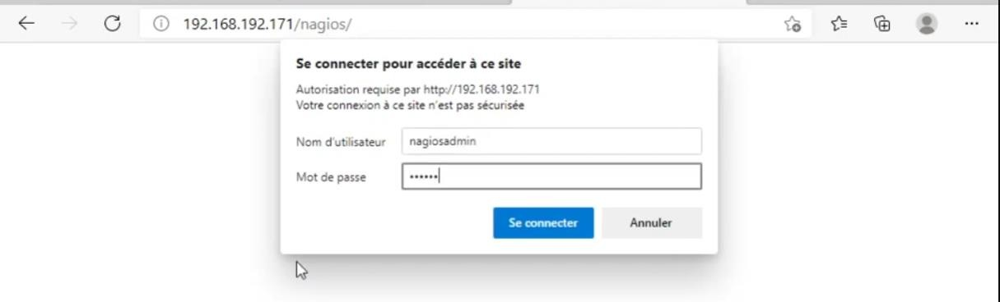 192.168.192.171/nagios/
Se connecter pour accéder à ce site
Autorisation requise par http://192.168.192.171
Votre connexion à ce site n'est pas sécurisée
Nom d'utilisateur nagiosadmin
Mot de passe ••••••
Se connecter Annuler